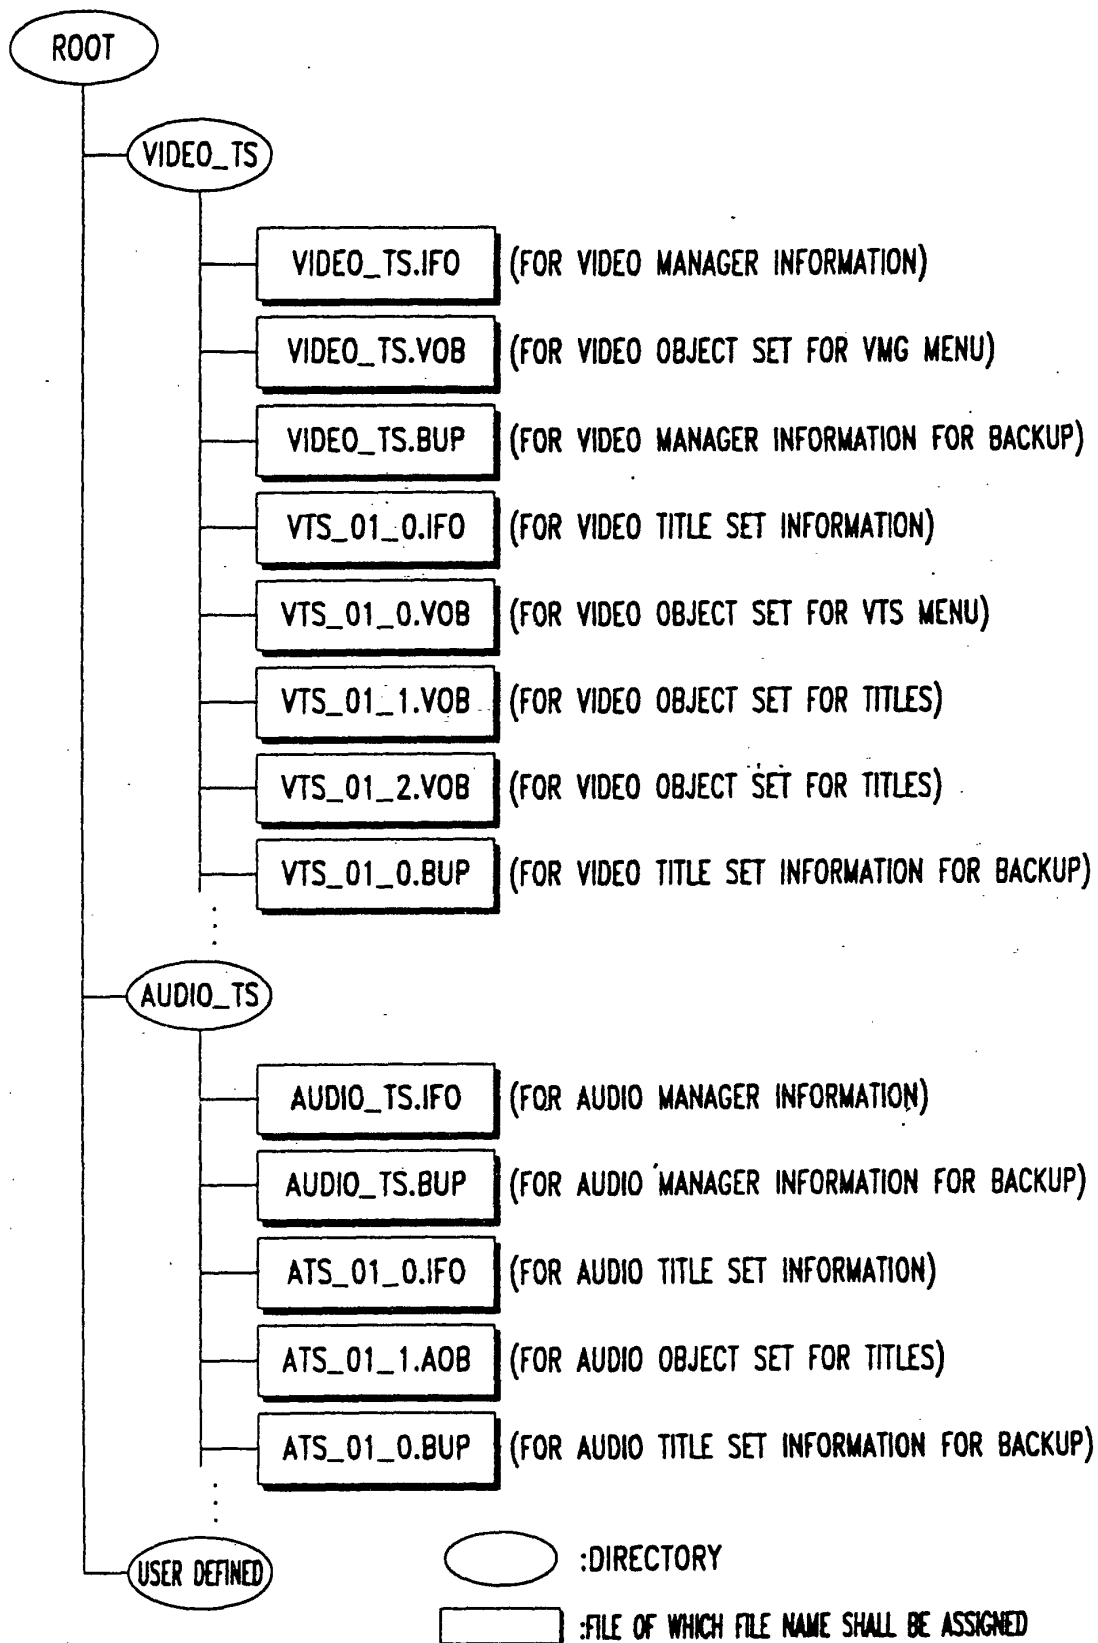 ROOT
VIDEO_TS
VIDEO_TS.IFO (FOR VIDEO MANAGER INFORMATION)
VIDEO_TS.VOB (FOR VIDEO OBJECT SET FOR VMG MENU)
VIDEO_TS.BUP (FOR VIDEO MANAGER INFORMATION FOR BACKUP)
VTS_01_0.IFO (FOR VIDEO TITLE SET INFORMATION)
VTS_01_0.VOB (FOR VIDEO OBJECT SET FOR VTS MENU)
VTS_01_1.VOB (FOR VIDEO OBJECT SET FOR TITLES)
VTS_01_2.VOB (FOR VIDEO OBJECT SET FOR TITLES)
VTS_01_0.BUP (FOR VIDEO TITLE SET INFORMATION FOR BACKUP)
AUDIO_TS
AUDIO_TS.IFO (FOR AUDIO MANAGER INFORMATION)
AUDIO_TS.BUP (FOR AUDIO MANAGER INFORMATION FOR BACKUP)
ATS_01_0.IFO (FOR AUDIO TITLE SET INFORMATION)
ATS_01_1.AOB (FOR AUDIO OBJECT SET FOR TITLES)
ATS_01_0.BUP (FOR AUDIO TITLE SET INFORMATION FOR BACKUP)
USER DEFINED
:DIRECTORY
:FILE OF WHICH FILE NAME SHALL BE ASSIGNED